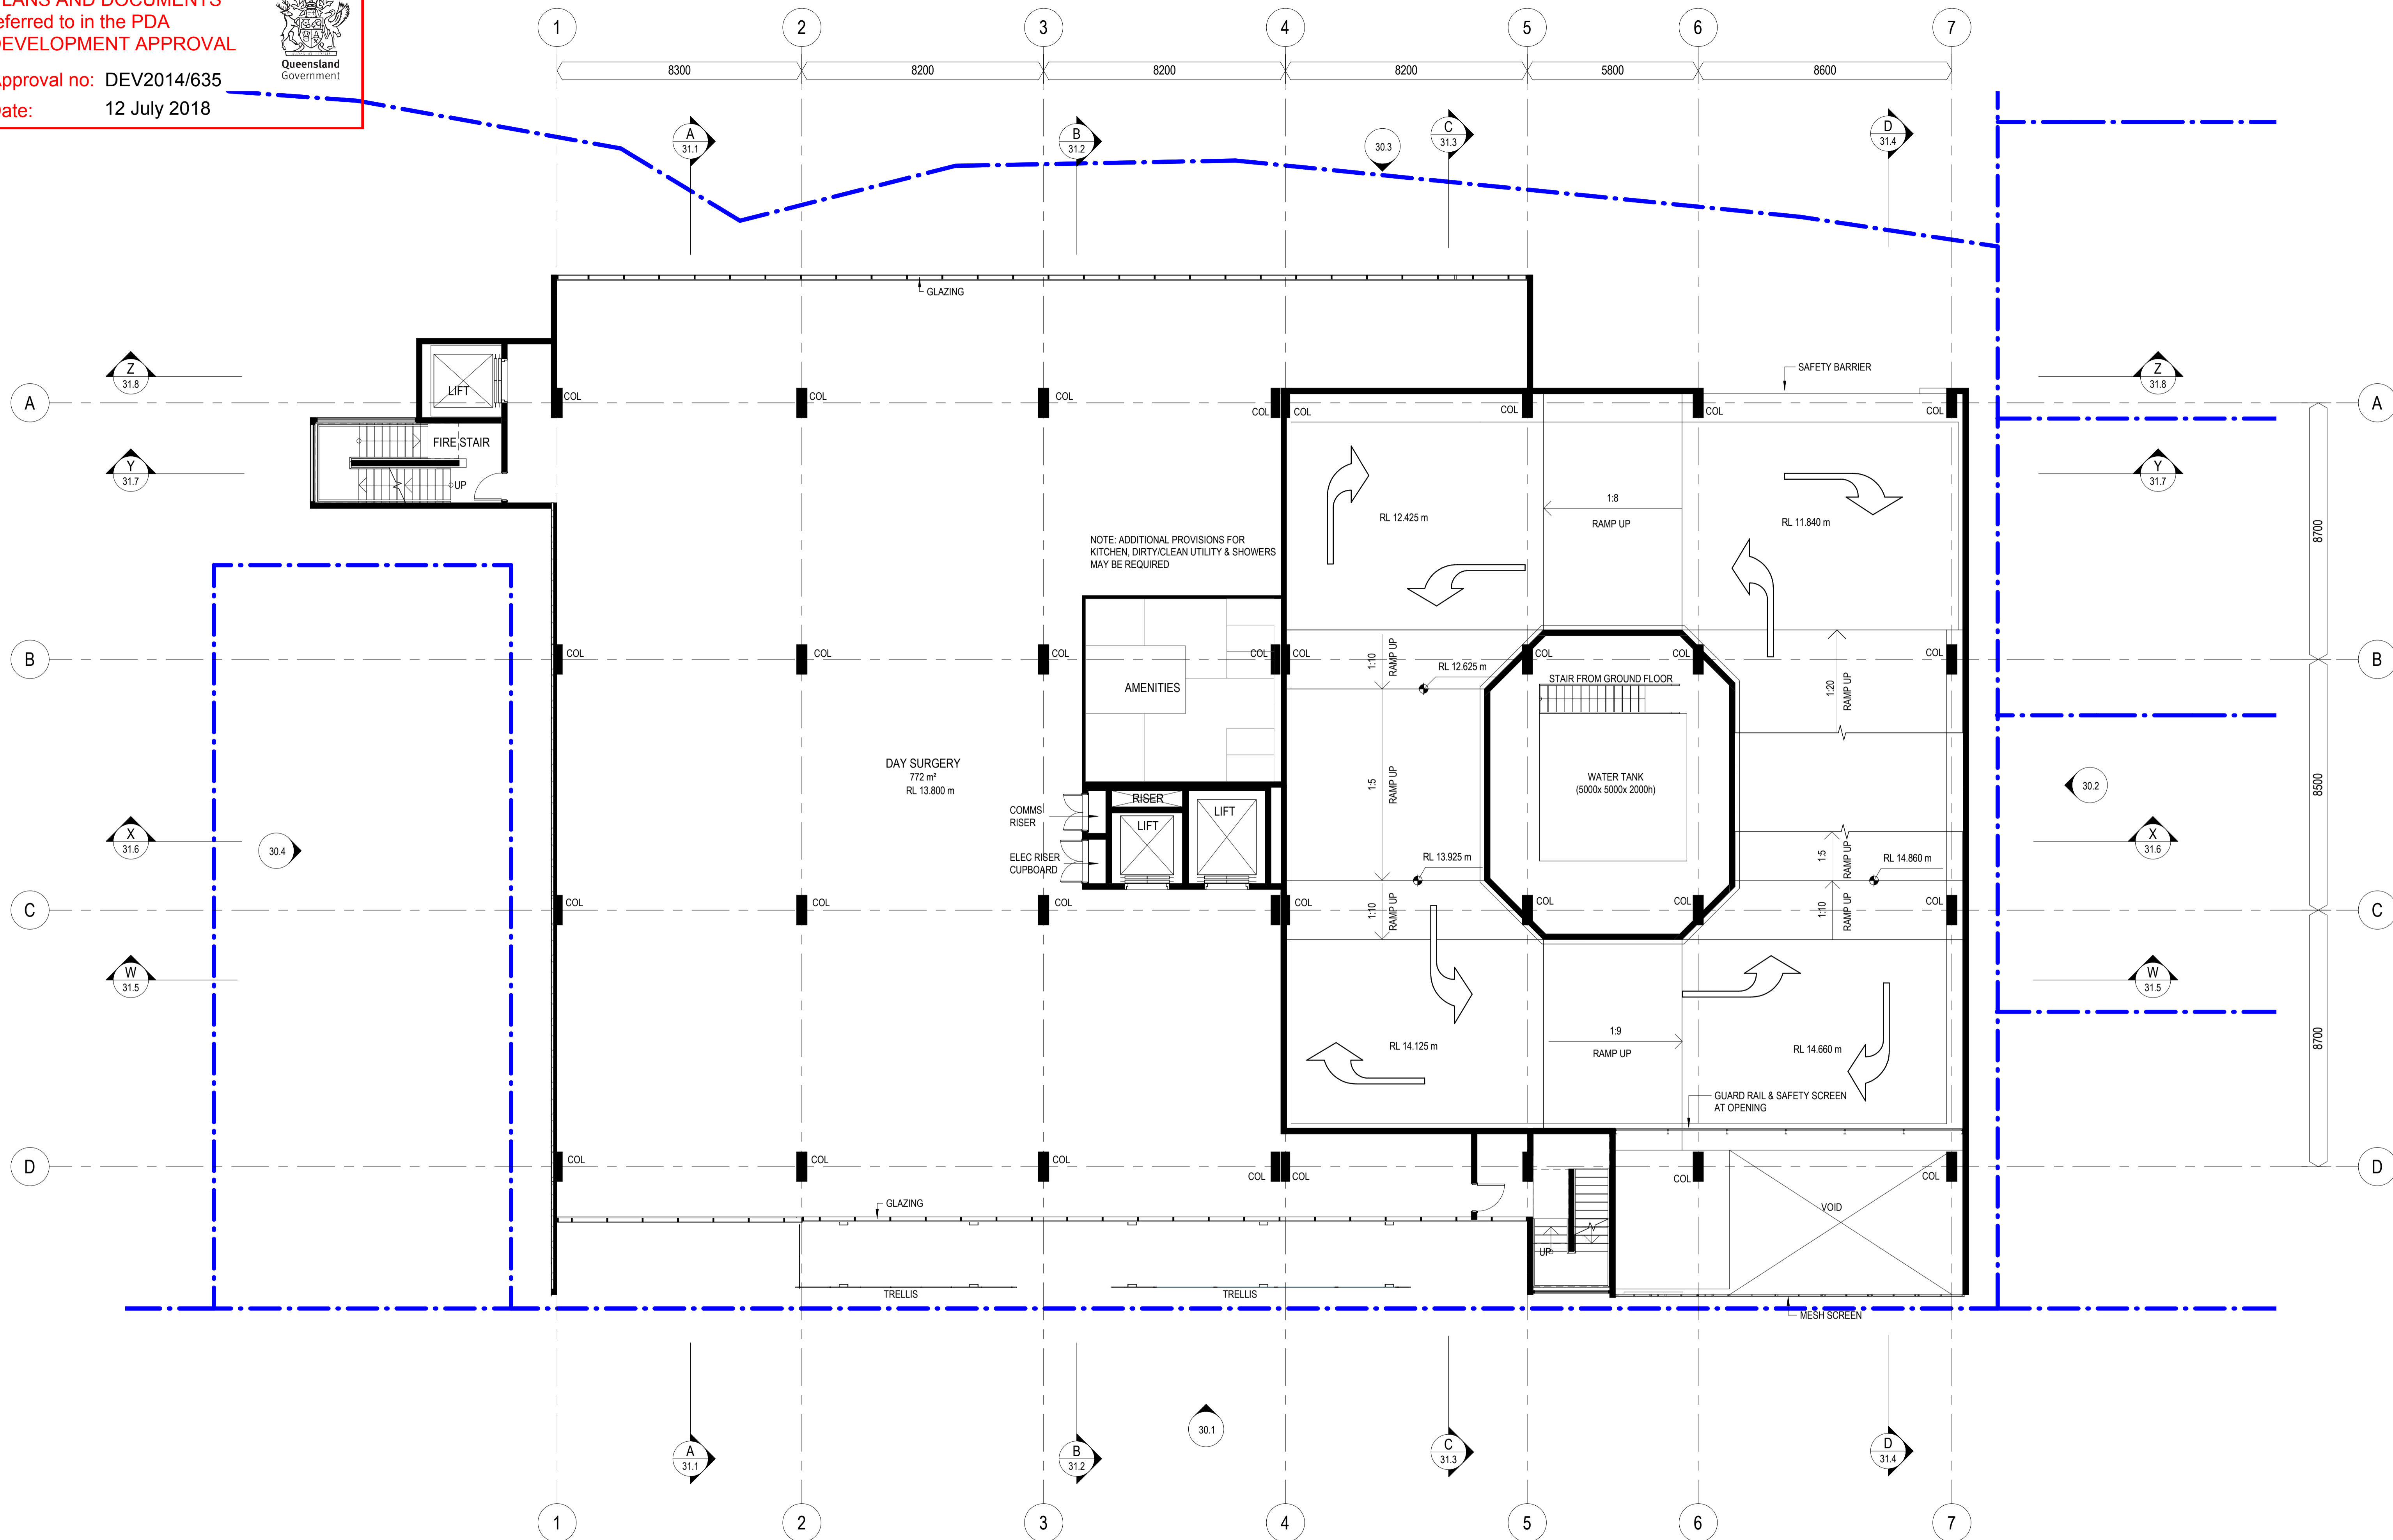 PLANS AND DOCUMENTS
referred to in the PDA
DEVELOPMENT APPROVAL
Approval no: DEV2014/635
Date: 12 July 2018
Queensland
Government
1 2 3 4 5 6 7
8300 8200 8200 8200 5800 8600
A
31.1
B
31.2
30.3
C
31.3
D
31.4
GLAZING
Z
31.8
LIFT
SAFETY BARRIER
Z
31.8
A
COL
COL
COL
COL
COL
COL
COL
COL
A
FIRE STAIR
UP
Y
31.7
Y
31.7
RL 12.425 m
1:8
RAMP UP
RL 11.840 m
8700
NOTE: ADDITIONAL PROVISIONS FOR
KITCHEN, DIRTY/CLEAN UTILITY & SHOWERS
MAY BE REQUIRED
B
COL
COL
COL
COL
COL
COL
COL
COL
B
1:10
RAMP UP
RL 12.625 m
AMENITIES
STAIR FROM GROUND FLOOR
1:20
RAMP UP
DAY SURGERY
772 m²
RL 13.800 m
1:5
RAMP UP
WATER TANK
(5000x 5000x 2000h)
30.2
8500
COMMS
RISER
RISER
LIFT
LIFT
X
31.6
30.4
ELEC RISER
CUPBOARD
RL 13.925 m
1:5
RAMP UP
RL 14.860 m
X
31.6
C
COL
COL
COL
COL
COL
COL
COL
COL
C
1:10
RAMP UP
1:10
RAMP UP
W
31.5
W
31.5
RL 14.125 m
1:9
RAMP UP
RL 14.660 m
8700
GUARD RAIL & SAFETY SCREEN
AT OPENING
D
COL
COL
COL
COL
COL
COL
COL
D
GLAZING
UP
VOID
TRELLIS
TRELLIS
MESH SCREEN
30.1
A
31.1
B
31.2
C
31.3
D
31.4
1 2 3 4 5 6 7